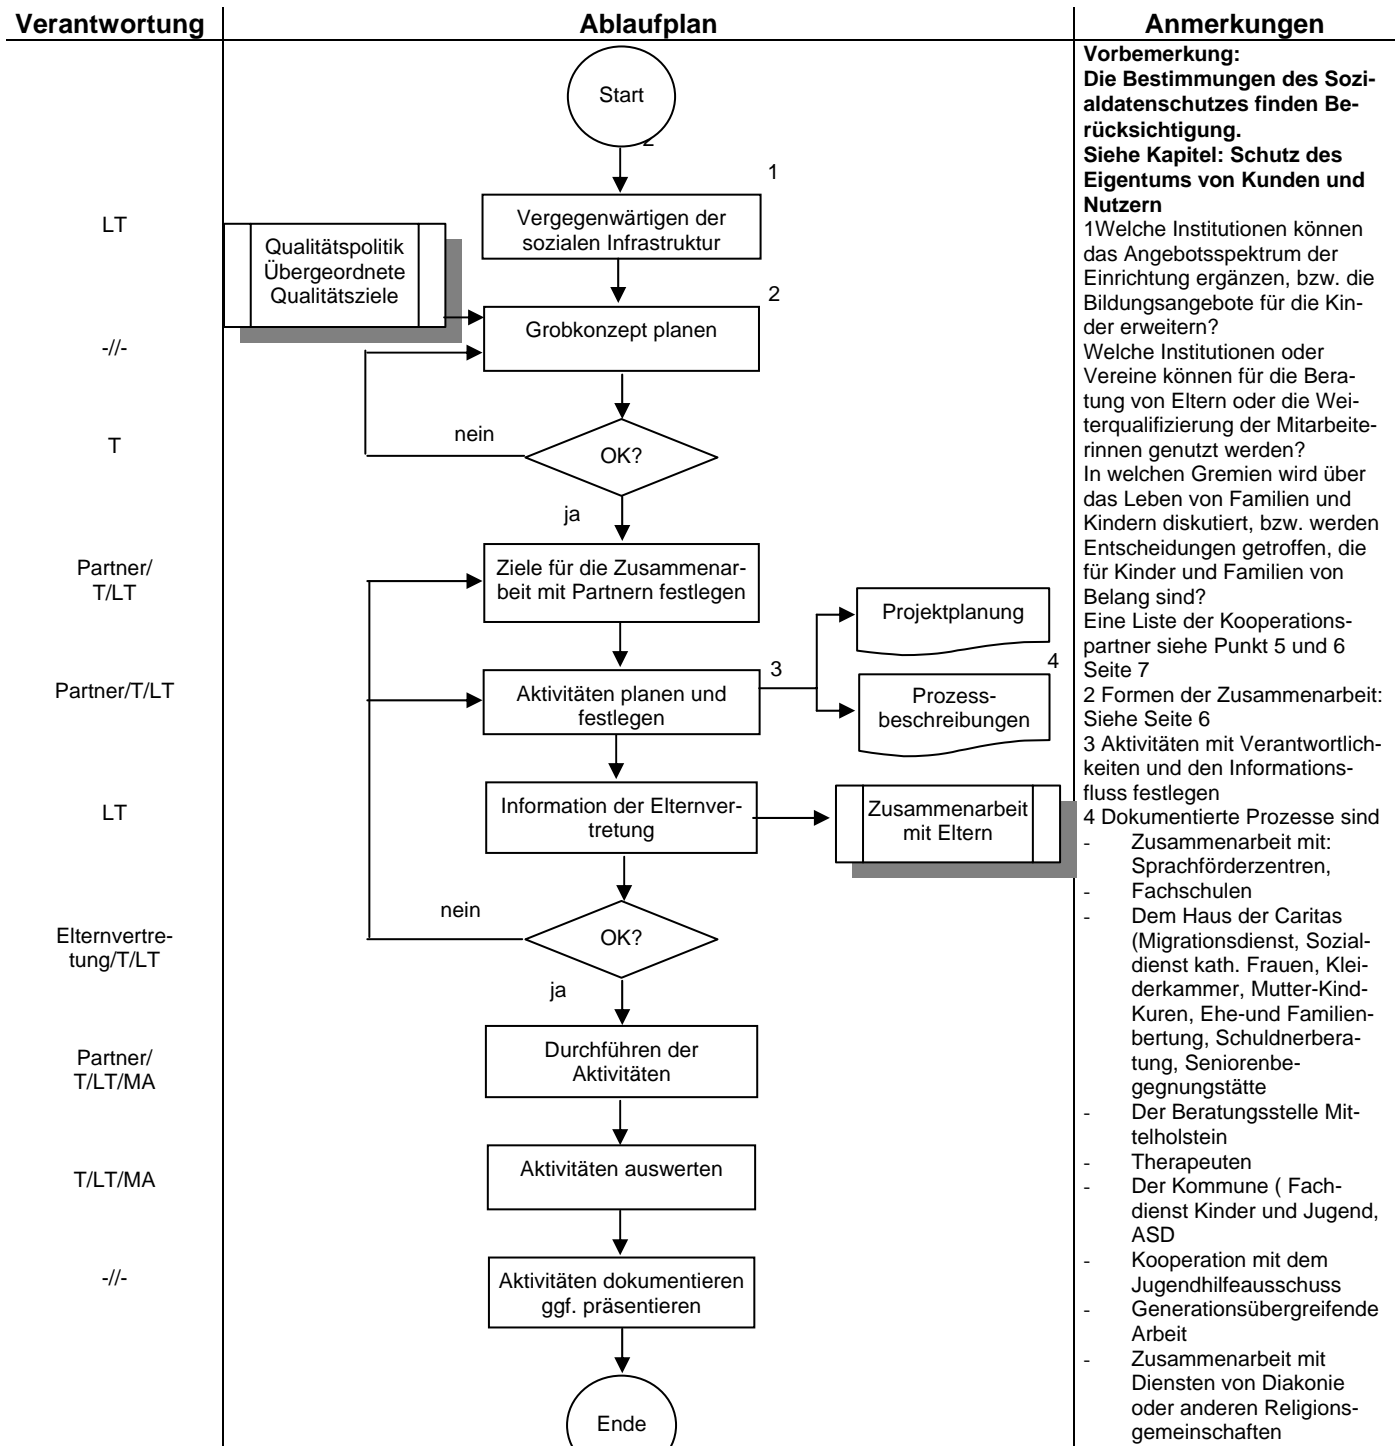 Verantwortung
Ablaufplan
Anmerkungen
Start
2
1
LT
Vergegenwärtigen der
sozialen Infrastruktur
Qualitätspolitik
Übergeordnete
Qualitätsziele
2
-//-
Grobkonzept planen
T
nein
OK?
ja
Partner/
T/LT
Ziele für die Zusammenar-
beit mit Partnern festlegen
Projektplanung
Partner/T/LT
3
Aktivitäten planen und
festlegen
4
Prozess-
beschreibungen
LT
Information der Elternver-
tretung
Zusammenarbeit
mit Eltern
Elternvertre-
tung/T/LT
nein
OK?
ja
Partner/
T/LT/MA
Durchführen der
Aktivitäten
T/LT/MA
Aktivitäten auswerten
-//-
Aktivitäten dokumentieren
ggf. präsentieren
Ende
Vorbemerkung:
Die Bestimmungen des Sozi-
aldatenschutzes finden Be-
rücksichtigung.
Siehe Kapitel: Schutz des
Eigentums von Kunden und
Nutzern
1Welche Institutionen können
das Angebotsspektrum der
Einrichtung ergänzen, bzw. die
Bildungsangebote für die Kin-
der erweitern?
Welche Institutionen oder
Vereine können für die Bera-
tung von Eltern oder die Wei-
terqualifizierung der Mitarbeite-
rinnen genutzt werden?
In welchen Gremien wird über
das Leben von Familien und
Kindern diskutiert, bzw. werden
Entscheidungen getroffen, die
für Kinder und Familien von
Belang sind?
Eine Liste der Kooperations-
partner siehe Punkt 5 und 6
Seite 7
2 Formen der Zusammenarbeit:
Siehe Seite 6
3 Aktivitäten mit Verantwortlich-
keiten und den Informations-
fluss festlegen
4 Dokumentierte Prozesse sind
- Zusammenarbeit mit:
Sprachförderzentren,
- Fachschulen
- Dem Haus der Caritas
(Migrationsdienst, Sozial-
dienst kath. Frauen, Klei-
derkammer, Mutter-Kind-
Kuren, Ehe-und Familien-
bertung, Schuldnerbera-
tung, Seniorenbe-
gegnungstätte
- Der Beratungsstelle Mit-
telholstein
- Therapeuten
- Der Kommune ( Fach-
dienst Kinder und Jugend,
ASD
- Kooperation mit dem
Jugendhilfeausschuss
- Generationsübergreifende
Arbeit
- Zusammenarbeit mit
Diensten von Diakonie
oder anderen Religions-
gemeinschaften